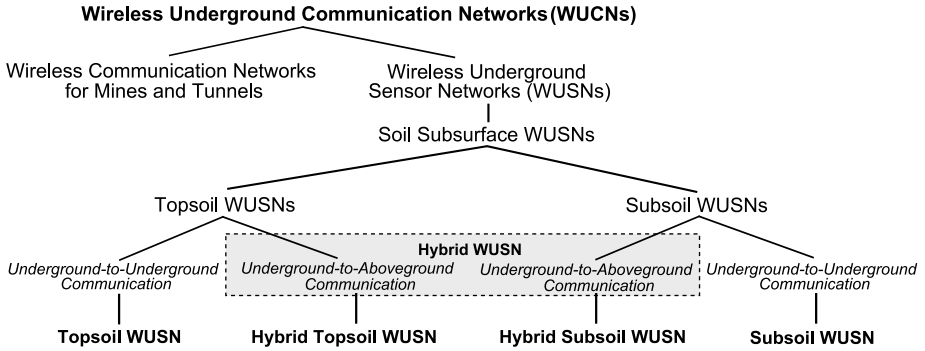 Wireless Underground Communication Networks (WUCNs)
Wireless Communication Networks
for Mines and Tunnels
Wireless Underground
Sensor Networks (WUSNs)
Soil Subsurface WUSNs
Topsoil WUSNs
Subsoil WUSNs
Hybrid WUSN
Underground-to-Underground
Communication
Underground-to-Aboveground
Communication
Underground-to-Aboveground
Communication
Underground-to-Underground
Communication
Topsoil WUSN
Hybrid Topsoil WUSN
Hybrid Subsoil WUSN
Subsoil WUSN